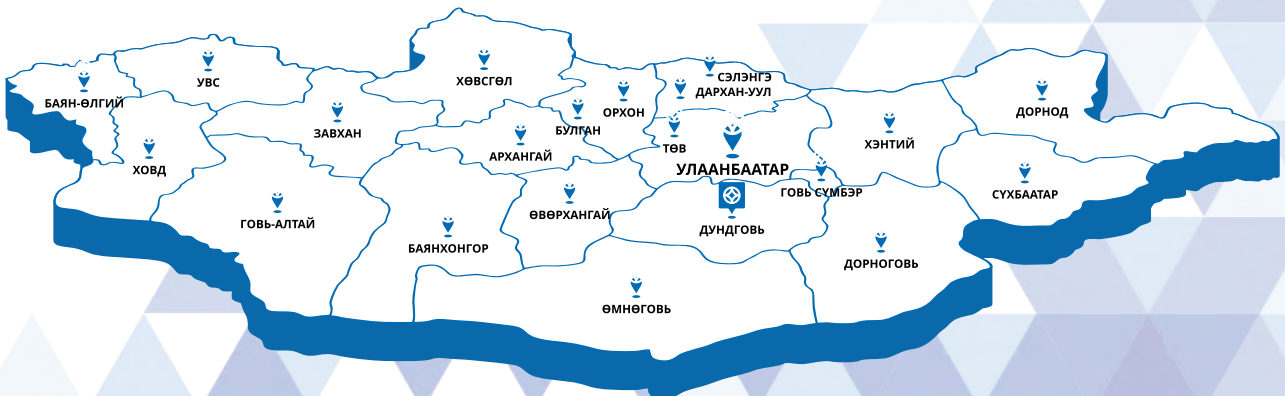 СЭЛЭНГЭ
ХӨВСГӨЛ
УВС
ДАРХАН-УУЛ
БАЯН-ӨЛГИЙ
ОРХОН
ДОРНОД
ЗАВХАН
БУЛГАН
ХЭНТИЙ
ТӨВ
АРХАНГАЙ
ХОВД
УЛААНБААТАР
ГОВЬ СҮМБЭР
СҮХБААТАР
ӨВӨРХАНГАЙ
ГОВЬ-АЛТАЙ
ДУНДГОВЬ
БАЯНХОНГОР
ДОРНОГОВЬ
ӨМНӨГОВЬ